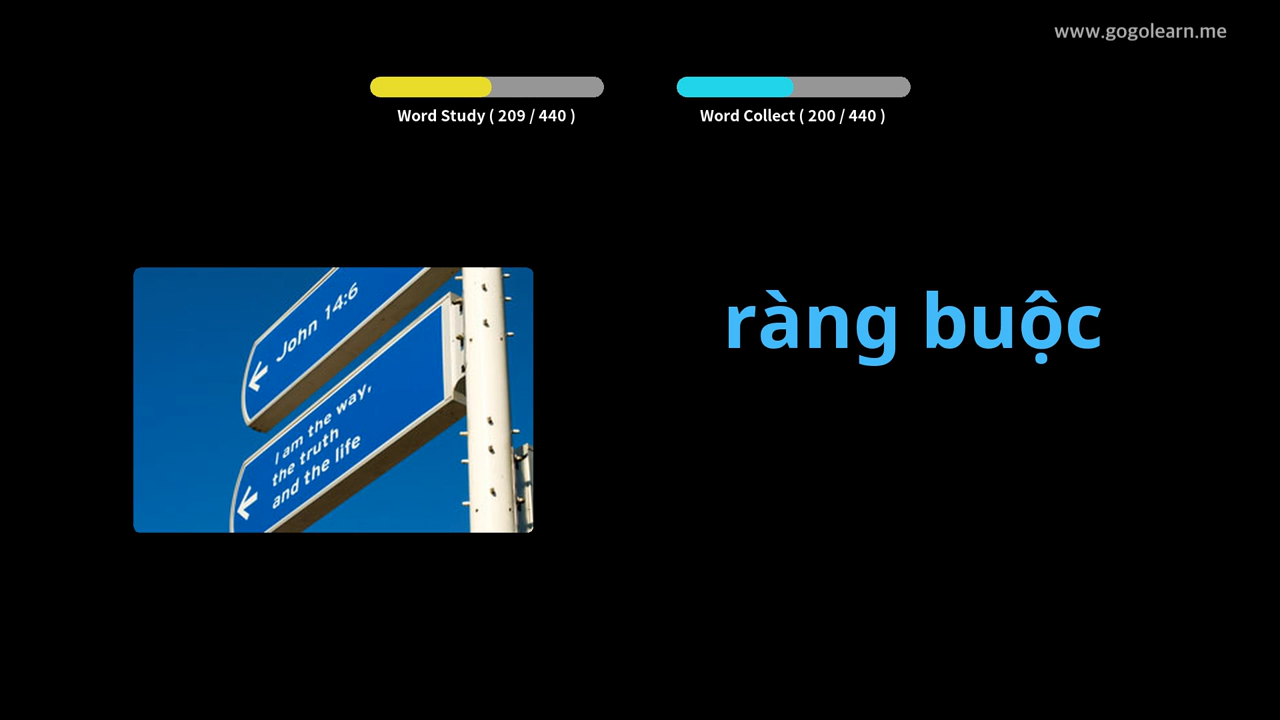 www.gogolearn.me
Word Study ( 209 / 440 )
Word Collect ( 200 / 440 )
John 14:6
I am the way,
the truth
and the life
ràng buộc